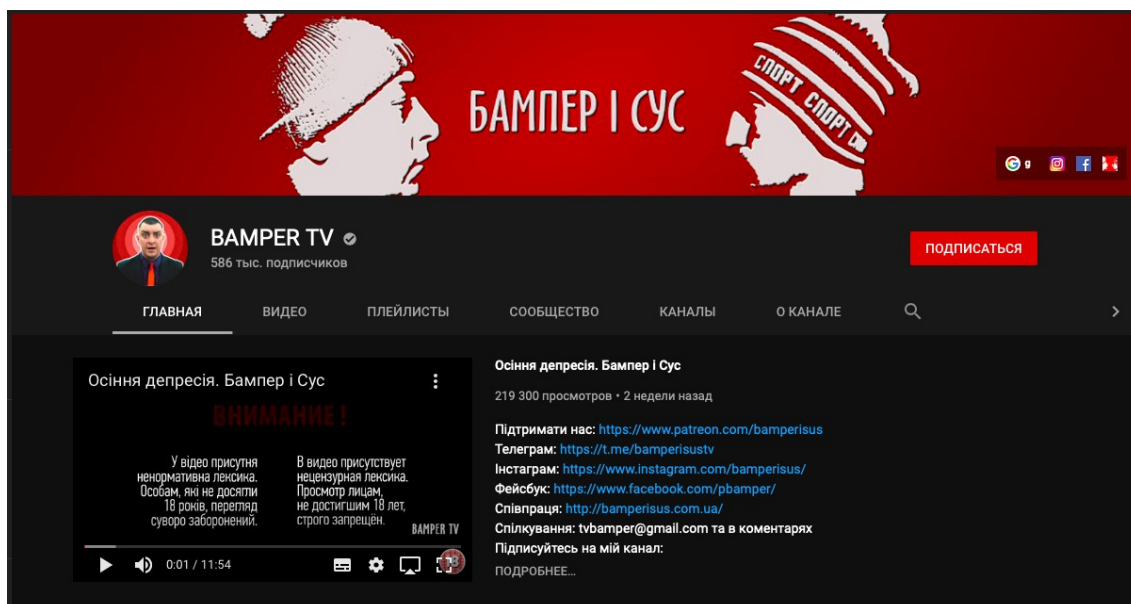 БАМПЕР І СУС
СПОРТ СПОРТ СП
g
BAMPER TV
586 тыс. подписчиков
ПОДПИСАТЬСЯ
ГЛАВНАЯ ВИДЕО ПЛЕЙЛИСТЫ СООБЩЕСТВО КАНАЛЫ О КАНАЛЕ
Осіння депресія. Бампер і Сус
ВНИМАНИЕ !
У відео присутня
ненормативна лексика.
Особам, які не досягли
18 років, перегляд
суворо заборонений.
В видео присутствует
нецензурная лексика.
Просмотр лицам,
не достигшим 18 лет,
строго запрещён.
BAMPER TV
0:01 / 11:54
Осіння депресія. Бампер і Сус
219 300 просмотров • 2 недели назад
Підтримати нас: https://www.patreon.com/bamperisus
Телеграм: https://t.me/bamperisustv
Інстаграм: https://www.instagram.com/bamperisus/
Фейсбук: https://www.facebook.com/pbamper/
Співпраця: http://bamperisus.com.ua/
Спілкування: tvbamper@gmail.com та в коментарях
Підписуйтесь на мій канал:
ПОДРОБНЕЕ...